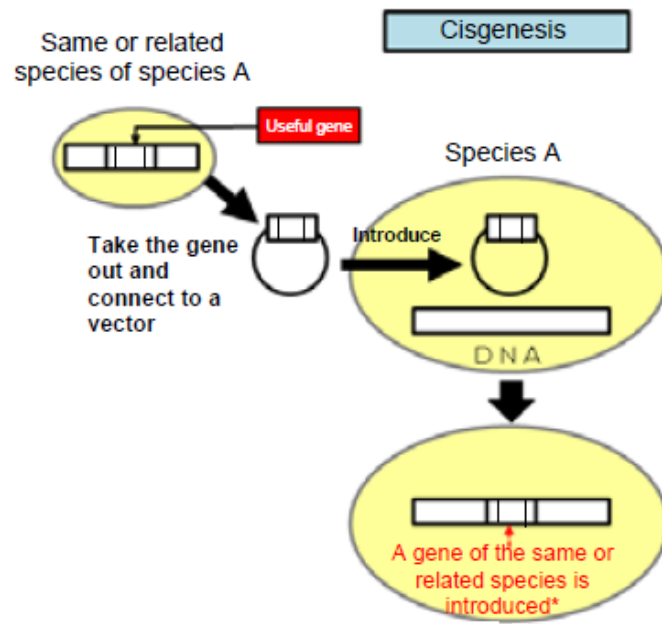 Cisgenesis
Same or related
species of species A
Useful gene
Species A
Take the gene
out and
connect to a
vector
Introduce
DNA
A gene of the same or
related species is
introduced*